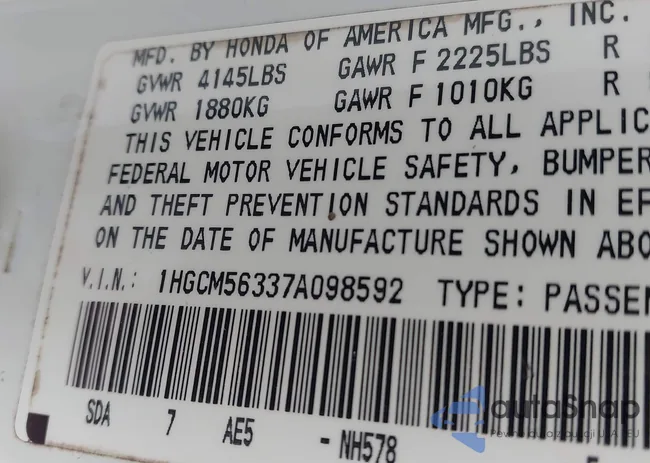 MFD. BY HONDA OF AMERICA MFG., INC.
GVWR 4145LBS GAWR F 2225LBS R
GVWR 1880KG GAWR F 1010KG R
THIS VEHICLE CONFORMS TO ALL APPLIC
FEDERAL MOTOR VEHICLE SAFETY, BUMPER
AND THEFT PREVENTION STANDARDS IN EF
ON THE DATE OF MANUFACTURE SHOWN ABO
V.I.N.: 1HGCM56337A098592 TYPE: PASSEN
SDA 7 AE5 - NH578
autaSnap